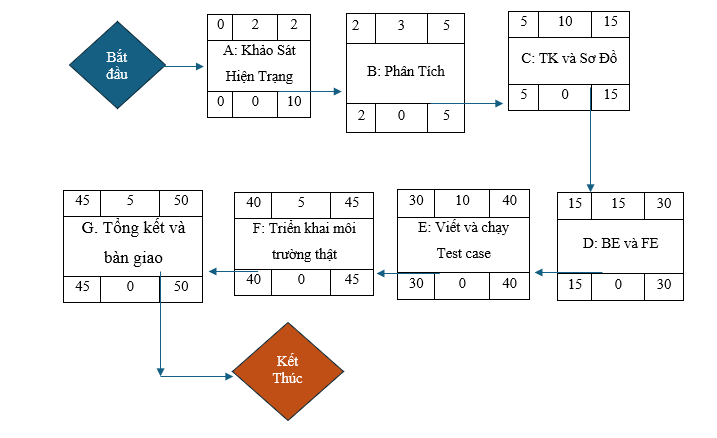 Bắt
đầu
0 2 2
A: Khảo Sát
Hiện Trạng
0 0 10
2 3 5
B: Phân Tích
2 0 5
5 10 15
C: TK và Sơ Đồ
5 0 15
15 15 30
D: BE và FE
15 0 30
30 10 40
E: Viết và chạy
Test case
30 0 40
40 5 45
F: Triển khai môi
trường thật
40 0 45
45 5 50
G. Tổng kết và
bàn giao
45 0 50
Kết
Thúc